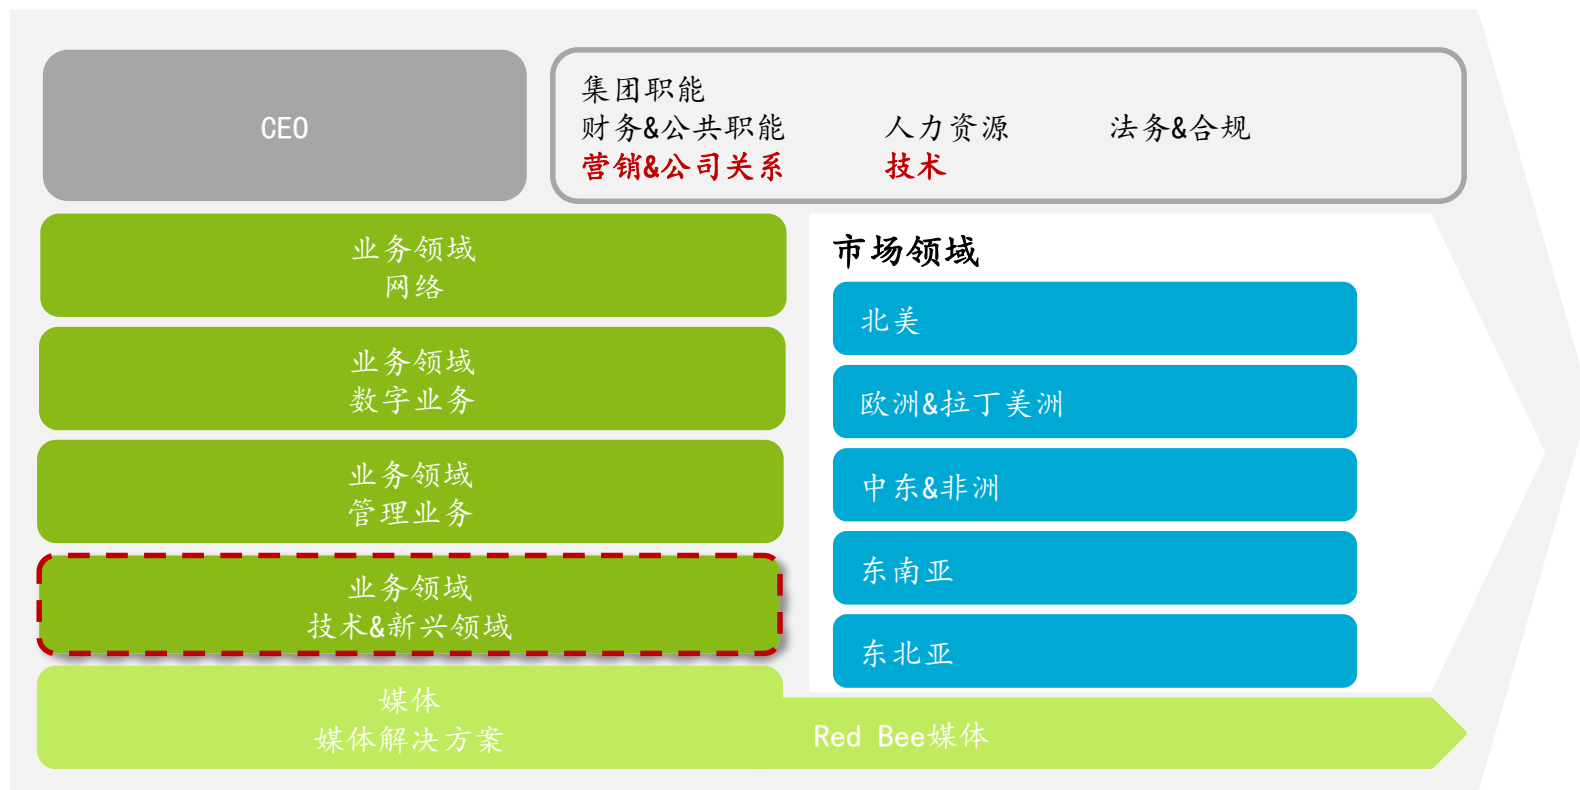 CEO
集团职能
财务&公共职能 人力资源 法务&合规
营销&公司关系 技术
业务领域
网络
业务领域
数字业务
业务领域
管理业务
业务领域
技术&新兴领域
媒体
媒体解决方案
市场领域
北美
欧洲&拉丁美洲
中东&非洲
东南亚
东北亚
Red Bee媒体